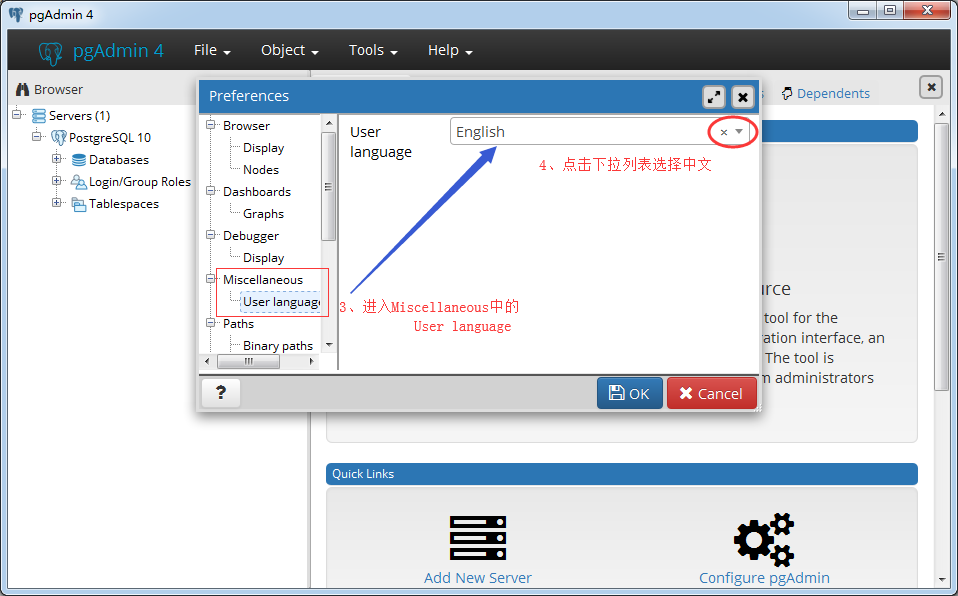 pgAdmin 4
pgAdmin 4
File
Object
Tools
Help
Browser
Dependents
Servers (1)
PostgreSQL 10
Databases
Login/Group Roles
Tablespaces
Preferences
Browser
Display
Nodes
Dashboards
Graphs
Debugger
Display
Miscellaneous
User language
Paths
Binary paths
User
language
English
4、点击下拉列表选择中文
3、进入Miscellaneous中的
User language
?
OK
Cancel
tool for the
interface, an
The tool is
administrators
Quick Links
Add New Server
Configure pgAdmin